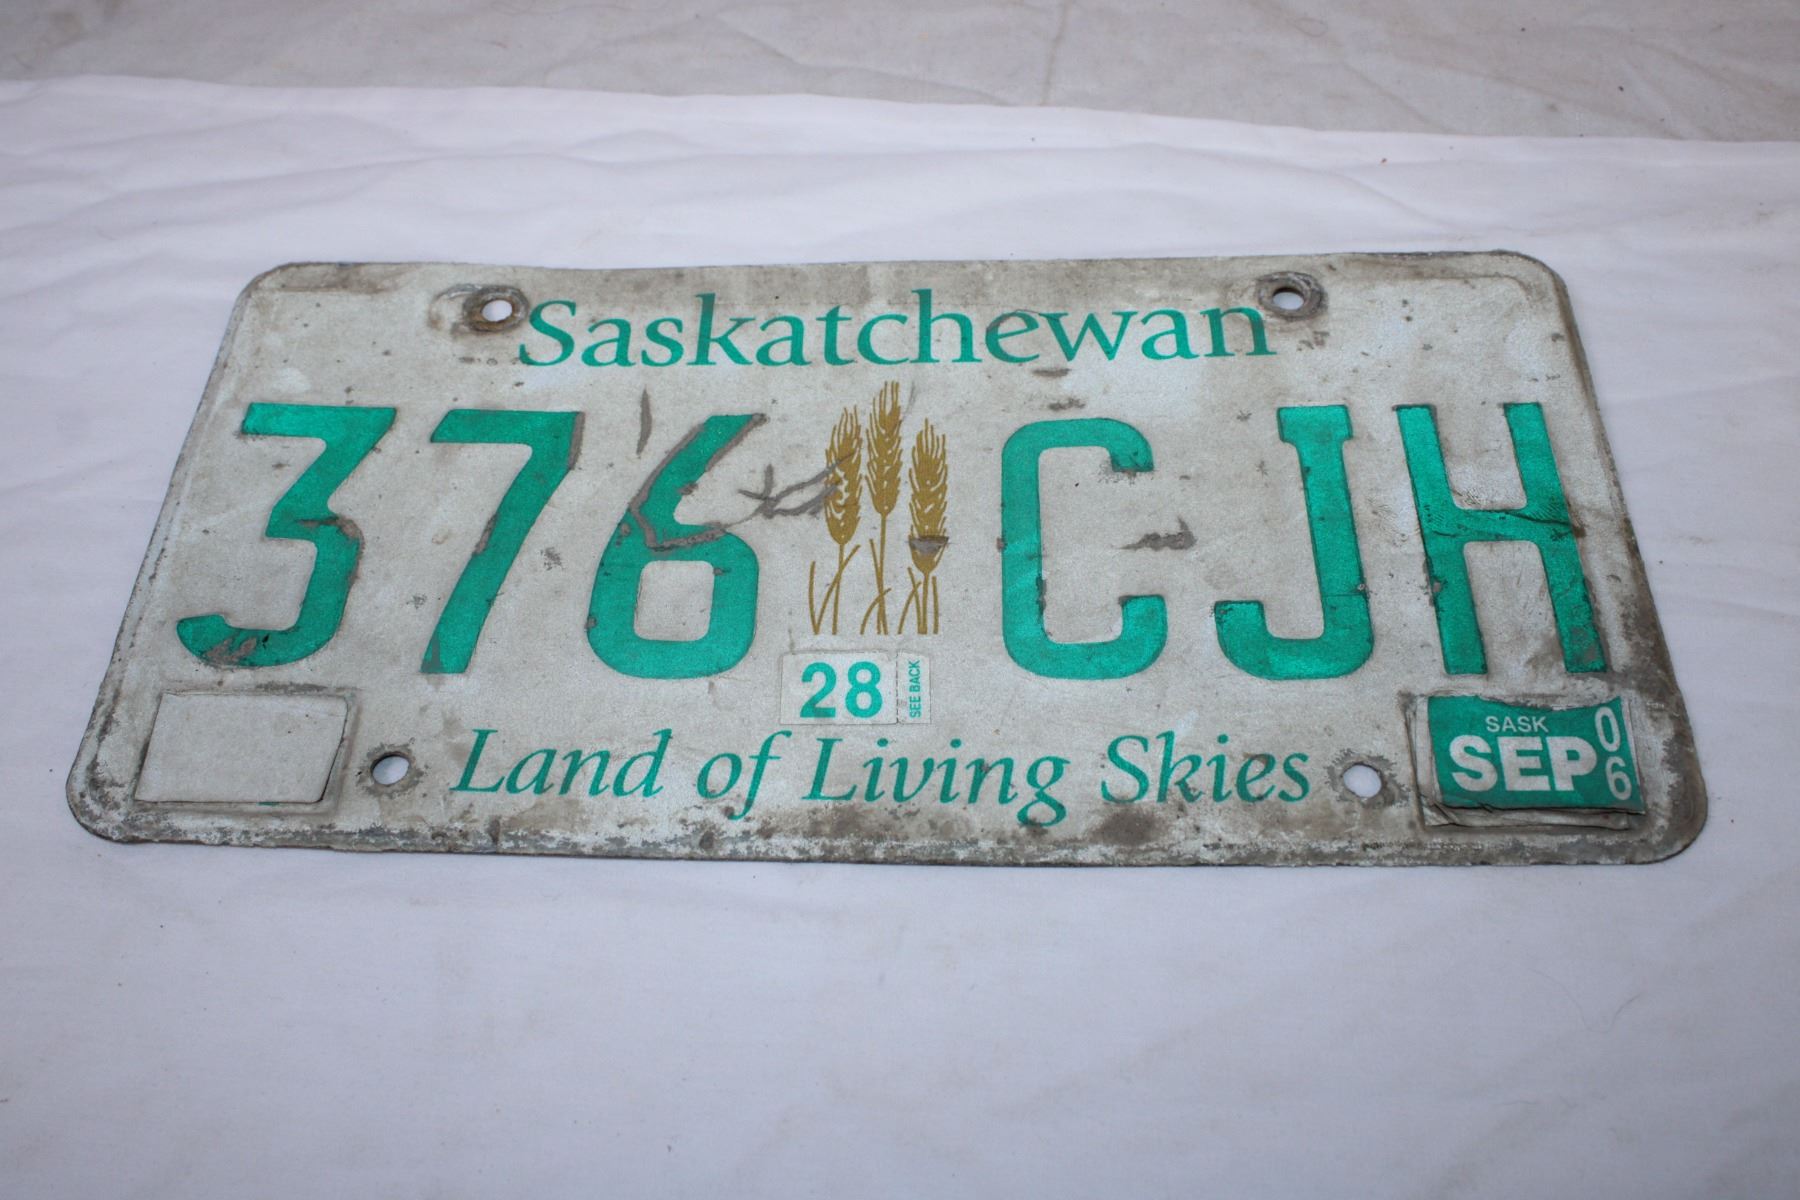 Saskatchewan
376 CJH
28 SEE BACK
Land of Living Skies
SASK
SEP 06